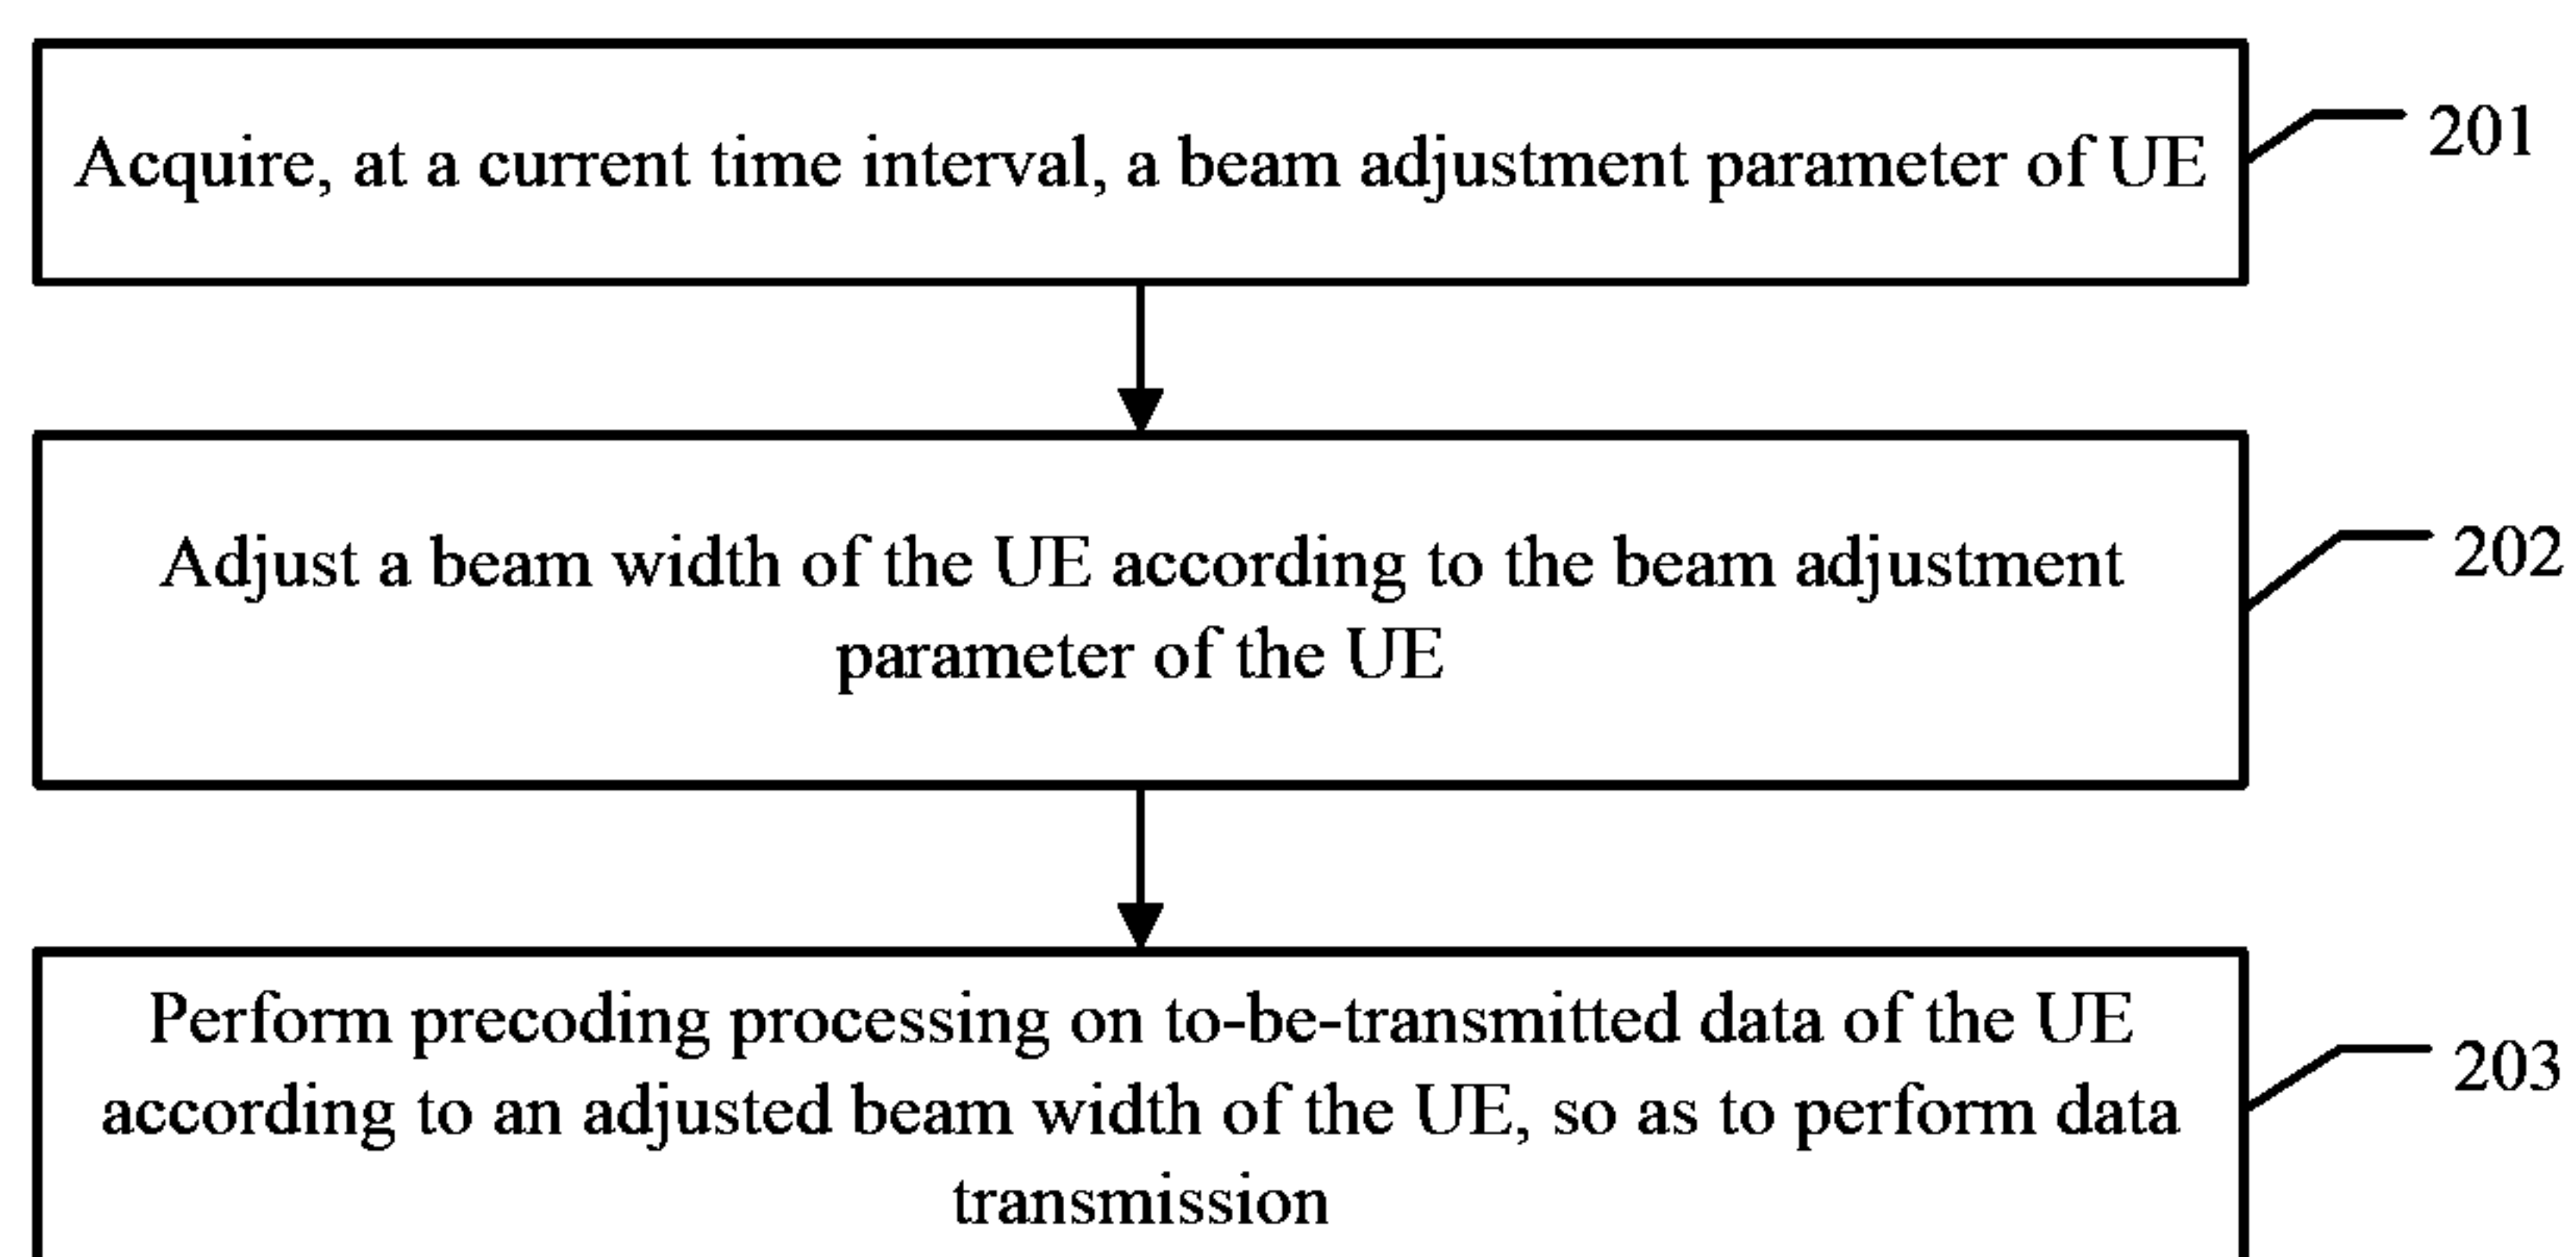 Acquire, at a current time interval, a beam adjustment parameter of UE
201
Adjust a beam width of the UE according to the beam adjustment
parameter of the UE
202
Perform precoding processing on to-be-transmitted data of the UE
according to an adjusted beam width of the UE, so as to perform data
transmission
203